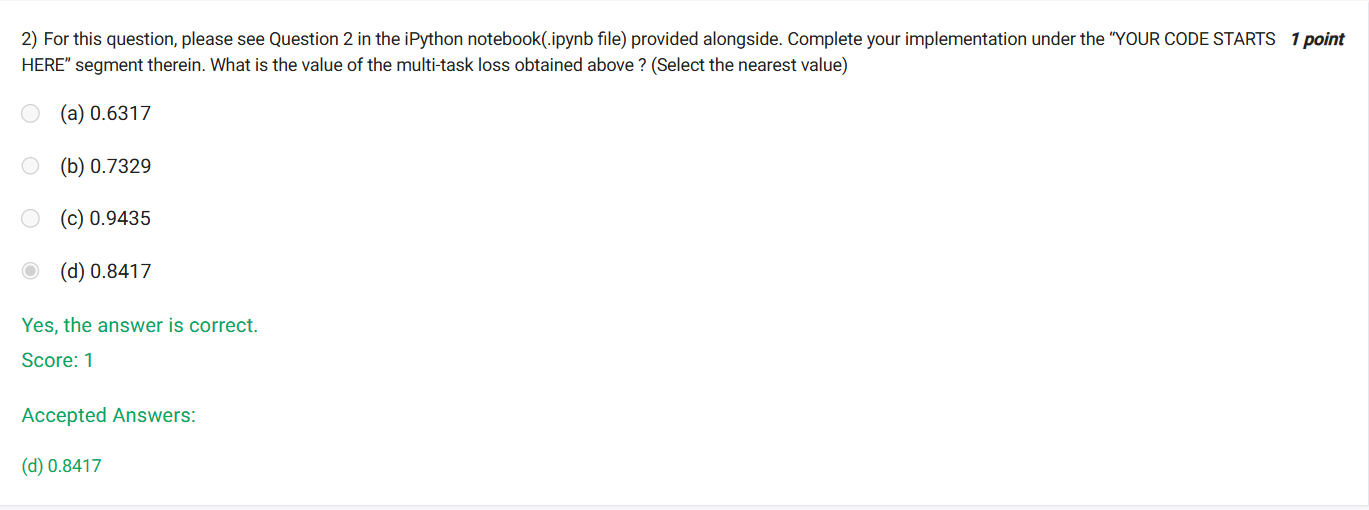 2) For this question, please see Question 2 in the iPython notebook(.ipynb file) provided alongside. Complete your implementation under the “YOUR CODE STARTS 1 point
HERE” segment therein. What is the value of the multi-task loss obtained above ? (Select the nearest value)
(a) 0.6317
(b) 0.7329
(c) 0.9435
(d) 0.8417
Yes, the answer is correct.
Score: 1
Accepted Answers:
(d) 0.8417